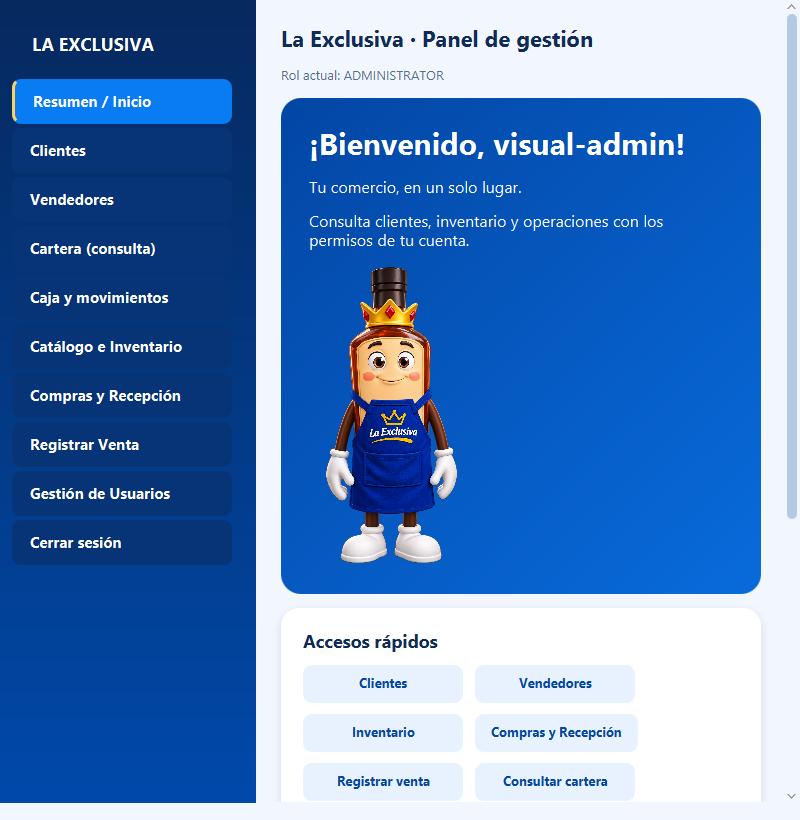 LA EXCLUSIVA
Resumen / Inicio
Clientes
Vendedores
Cartera (consulta)
Caja y movimientos
Catálogo e Inventario
Compras y Recepción
Registrar Venta
Gestión de Usuarios
Cerrar sesión
La Exclusiva · Panel de gestión
Rol actual: ADMINISTRATOR
¡Bienvenido, visual-admin!
Tu comercio, en un solo lugar.
Consulta clientes, inventario y operaciones con los
permisos de tu cuenta.
La Exclusiva
Accesos rápidos
Clientes
Vendedores
Inventario
Compras y Recepción
Registrar venta
Consultar cartera